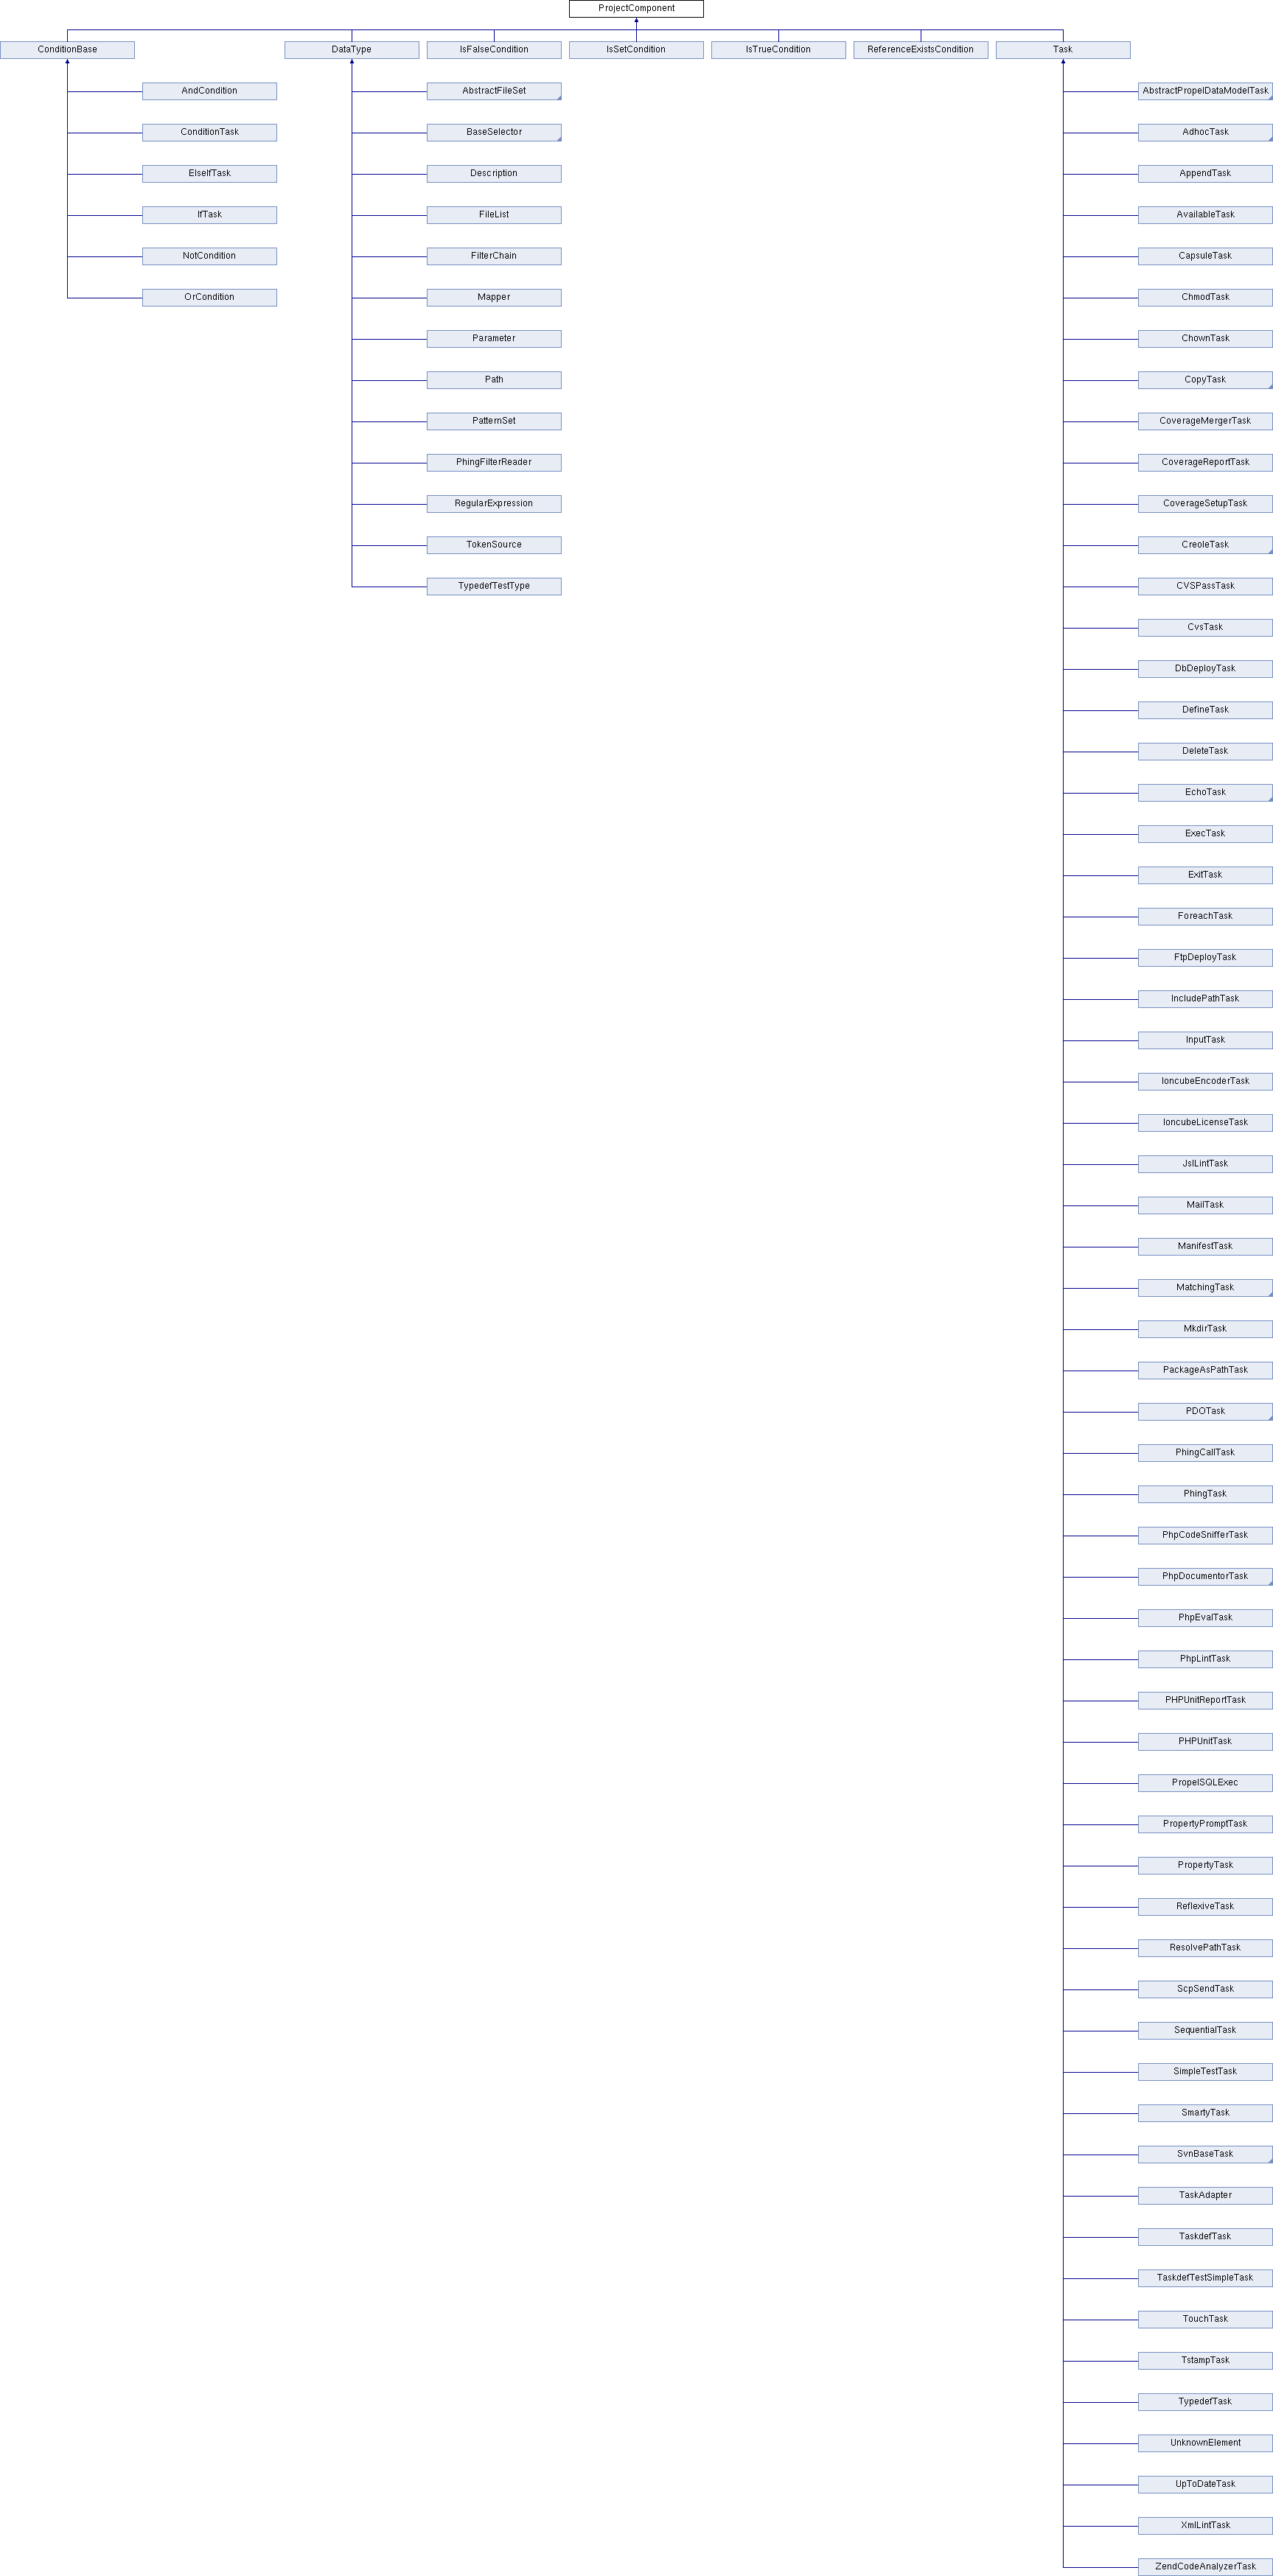 ProjectComponent
ConditionBase
DataType
IsFalseCondition
IsSetCondition
IsTrueCondition
ReferenceExistsCondition
Task
AndCondition
ConditionTask
ElseIfTask
IfTask
NotCondition
OrCondition
AbstractFileSet
BaseSelector
Description
FileList
FilterChain
Mapper
Parameter
Path
PatternSet
PhingFilterReader
RegularExpression
TokenSource
TypedefTestType
AbstractPropelDataModelTask
AdhocTask
AppendTask
AvailableTask
CapsuleTask
ChmodTask
ChownTask
CopyTask
CoverageMergerTask
CoverageReportTask
CoverageSetupTask
CreoleTask
CVSPassTask
CvsTask
DbDeployTask
DefineTask
DeleteTask
EchoTask
ExecTask
ExitTask
ForeachTask
FtpDeployTask
IncludePathTask
InputTask
IoncubeEncoderTask
IoncubeLicenseTask
JslLintTask
MailTask
ManifestTask
MatchingTask
MkdirTask
PackageAsPathTask
PDOTask
PhingCallTask
PhingTask
PhpCodeSnifferTask
PhpDocumentorTask
PhpEvalTask
PhpLintTask
PHPUnitReportTask
PHPUnitTask
PropelSQLExec
PropertyPromptTask
PropertyTask
ReflexiveTask
ResolvePathTask
ScpSendTask
SequentialTask
SimpleTestTask
SmartyTask
SvnBaseTask
TaskAdapter
TaskdefTask
TaskdefTestSimpleTask
TouchTask
TstampTask
TypedefTask
UnknownElement
UpToDateTask
XmlLintTask
ZendCodeAnalyzerTask